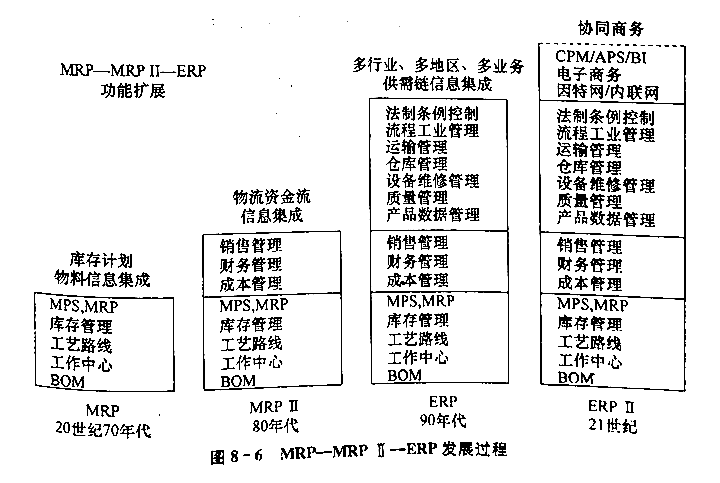 MRP—MRP Ⅱ—ERP
功能扩展
库存计划
物料信息集成
MPS,MRP
库存管理
工艺路线
工作中心
BOM
MRP
20世纪70年代
物流资金流
信息集成
销售管理
财务管理
成本管理
MPS,MRP
库存管理
工艺路线
工作中心
BOM
MRP Ⅱ
80年代
多行业、多地区、多业务
供需链信息集成
法制条例控制
流程工业管理
运输管理
仓库管理
设备维修管理
质量管理
产品数据管理
销售管理
财务管理
成本管理
MPS,MRP
库存管理
工艺路线
工作中心
BOM
ERP
90年代
协同商务
CPM/APS/BI
电子商务
因特网/内联网
法制条例控制
流程工业管理
运输管理
仓库管理
设备维修管理
质量管理
产品数据管理
销售管理
财务管理
成本管理
MPS,MRP
库存管理
工艺路线
工作中心
BOM
ERP Ⅱ
21世纪
图 8-6 MRP—MRP Ⅱ—ERP 发展过程